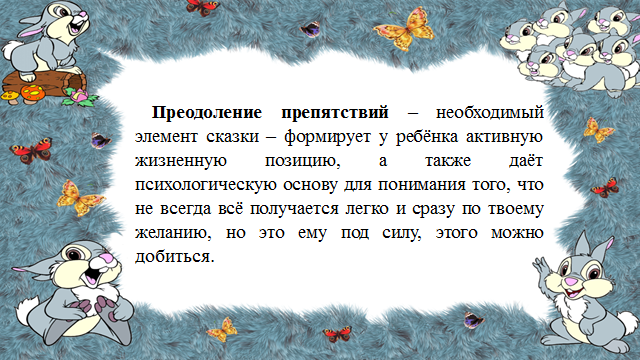 Преодоление препятствий – необходимый
элемент сказки – формирует у ребёнка активную
жизненную позицию, а также даёт
психологическую основу для понимания того, что
не всегда всё получается легко и сразу по твоему
желанию, но это ему под силу, этого можно
добиться.